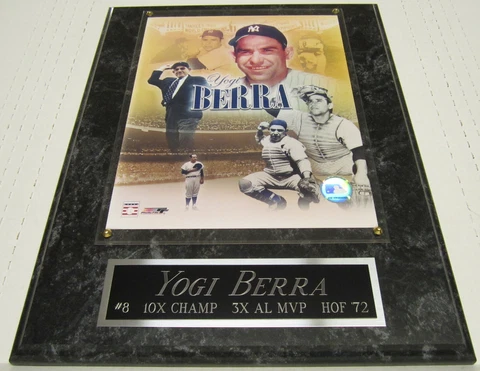 Yogi
BERRA
YOGI BERRA
#8 10X CHAMP 3X AL MVP HOF '72